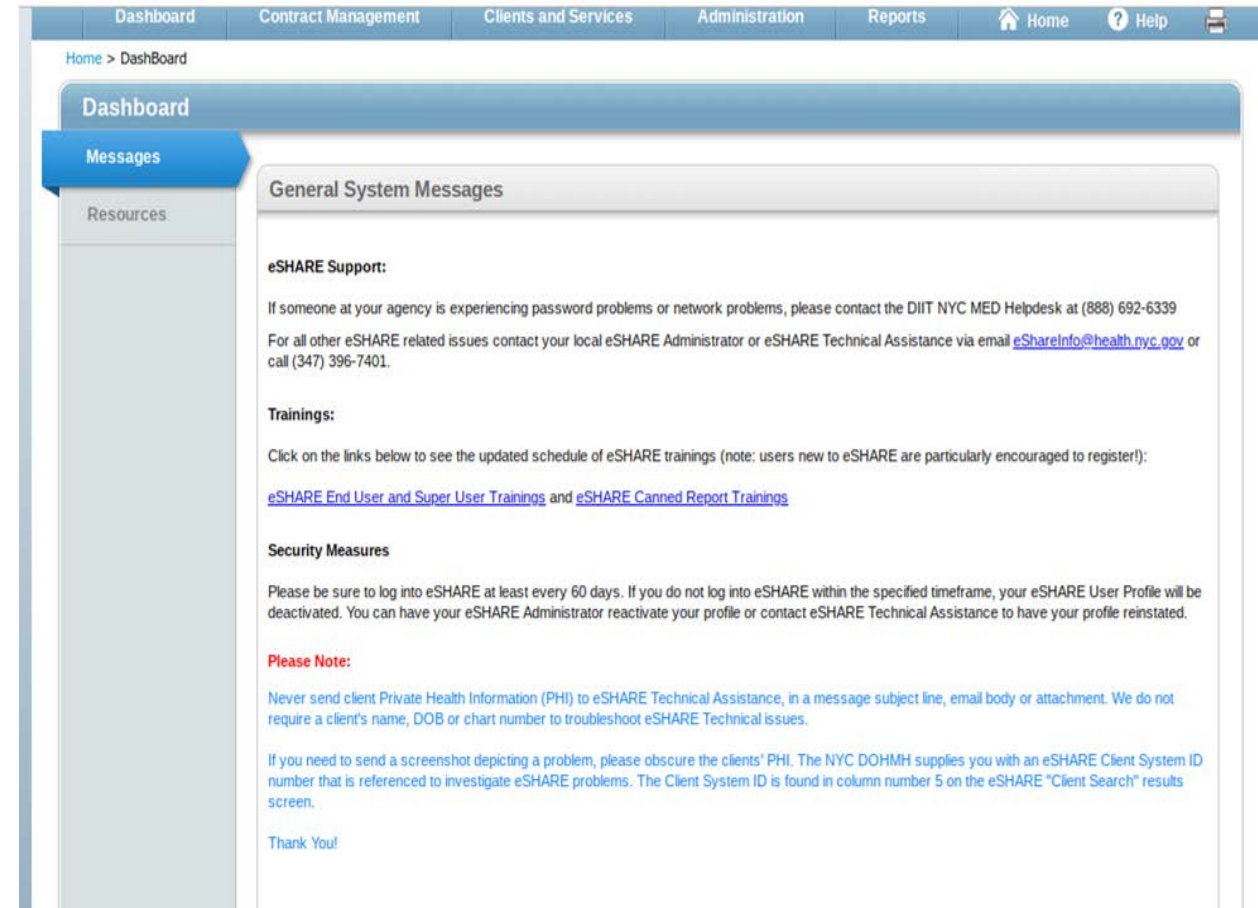 Dashboard Contract Management Clients and Services Administration Reports Home ? Help
Home > DashBoard
Dashboard
Messages
Resources
General System Messages
eSHARE Support:
If someone at your agency is experiencing password problems or network problems, please contact the DIIT NYC MED Helpdesk at (888) 692-6339
For all other eSHARE related issues contact your local eSHARE Administrator or eSHARE Technical Assistance via email eShareInfo@health.nyc.gov or
call (347) 396-7401.
Trainings:
Click on the links below to see the updated schedule of eSHARE trainings (note: users new to eSHARE are particularly encouraged to register!):
eSHARE End User and Super User Trainings and eSHARE Canned Report Trainings
Security Measures
Please be sure to log into eSHARE at least every 60 days. If you do not log into eSHARE within the specified timeframe, your eSHARE User Profile will be
deactivated. You can have your eSHARE Administrator reactivate your profile or contact eSHARE Technical Assistance to have your profile reinstated.
Please Note:
Never send client Private Health Information (PHI) to eSHARE Technical Assistance, in a message subject line, email body or attachment. We do not
require a client's name, DOB or chart number to troubleshoot eSHARE Technical issues.
If you need to send a screenshot depicting a problem, please obscure the clients' PHI. The NYC DOHMH supplies you with an eSHARE Client System ID
number that is referenced to investigate eSHARE problems. The Client System ID is found in column number 5 on the eSHARE "Client Search" results
screen.
Thank You!